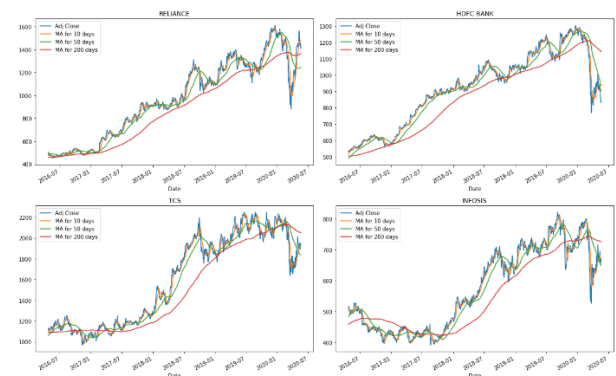 RELIANCE
Adj Close
MA for 10 days
MA for 50 days
MA for 200 days
1600
1400
1200
1000
800
600
409
2016-07
2017-01
2017-07
2018-01
2018-07
2019-01
2019-07
2020-01
2020-07
Date
HDFC BANK
Adj Close
MA for 10 days
MA for 50 days
MA for 200 days
1300
1200
1100
1000
900
800
700
600
500
2016-07
2017-01
2017-07
2018-01
2018-07
2019-01
2019-07
2020-01
2020-07
Date
TCS
Adj Close
MA for 10 days
MA for 50 days
MA for 200 days
2200
2000
1800
1600
1400
1200
1000
2016-07
2017-01
2017-07
2018-01
2018-07
2019-01
2019-07
2020-01
2020-07
Date
INFOSIS
Adj Close
MA for 10 days
MA for 50 days
MA for 200 days
800
700
600
500
400
2016-07
2017-01
2017-07
2018-01
2018-07
2019-01
2019-07
2020-01
2020-07
Date